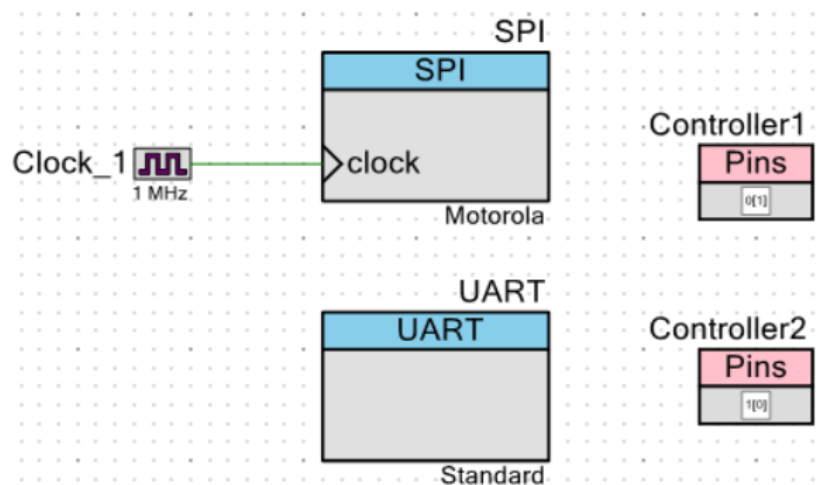 SPI
SPI
Clock_1
1 MHz
clock
Motorola
Controller1
Pins
0[1]
UART
UART
Standard
Controller2
Pins
1[0]